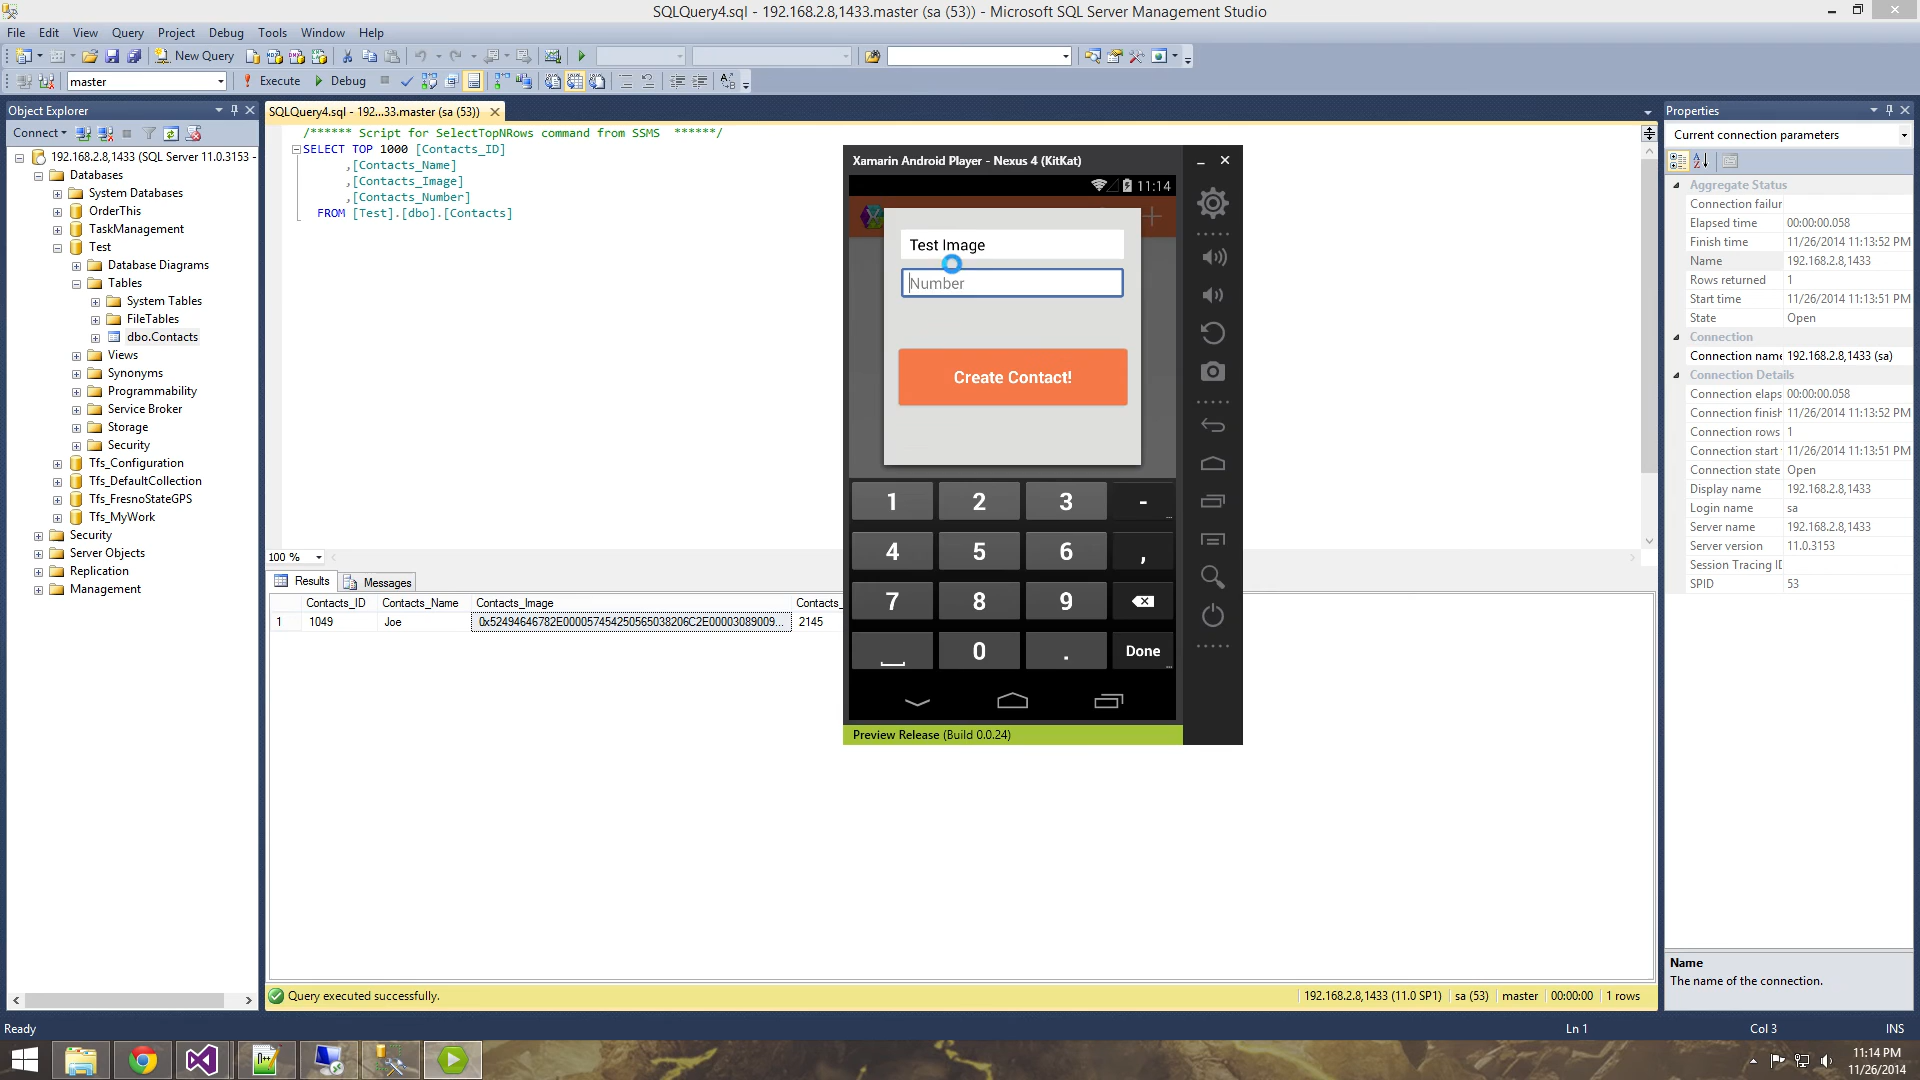 SQLQuery4.sql - 192.168.2.8,1433.master (sa (53)) - Microsoft SQL Server Management Studio
File Edit View Query Project Debug Tools Window Help
New Query
master
Execute Debug
Object Explorer
Connect
192.168.2.8,1433 (SQL Server 11.0.3153 -
Databases
System Databases
OrderThis
TaskManagement
Test
Database Diagrams
Tables
System Tables
FileTables
dbo.Contacts
Views
Synonyms
Programmability
Service Broker
Storage
Security
Tfs_Configuration
Tfs_DefaultCollection
Tfs_FresnoStateGPS
Tfs_MyWork
Security
Server Objects
Replication
Management
SQLQuery4.sql - 192...33.master (sa (53))
/****** Script for SelectTopNRows command from SSMS ******/
SELECT TOP 1000 [Contacts_ID]
,[Contacts_Name]
,[Contacts_Image]
,[Contacts_Number]
FROM [Test].[dbo].[Contacts]
100 %
Results Messages
Contacts_ID Contacts_Name Contacts_Image Contacts_
1 1049 Joe 0x52494646782E000057454250565038206C2E00003089009... 2145
Query executed successfully.
192.168.2.8,1433 (11.0 SP1) sa (53) master 00:00:00 1 rows
Xamarin Android Player - Nexus 4 (KitKat)
11:14
Test Image
Number
Create Contact!
1 2 3 -
4 5 6 ,
7 8 9
0 . Done
Preview Release (Build 0.0.24)
Properties
Current connection parameters
Aggregate Status
Connection failur
Elapsed time 00:00:00.058
Finish time 11/26/2014 11:13:52 PM
Name 192.168.2.8,1433
Rows returned 1
Start time 11/26/2014 11:13:51 PM
State Open
Connection
Connection name 192.168.2.8,1433 (sa)
Connection Details
Connection elaps 00:00:00.058
Connection finish 11/26/2014 11:13:52 PM
Connection rows 1
Connection start 11/26/2014 11:13:51 PM
Connection state Open
Display name 192.168.2.8,1433
Login name sa
Server name 192.168.2.8,1433
Server version 11.0.3153
Session Tracing ID
SPID 53
Name
The name of the connection.
Ready
Ln 1 Col 3 INS
11:14 PM
11/26/2014